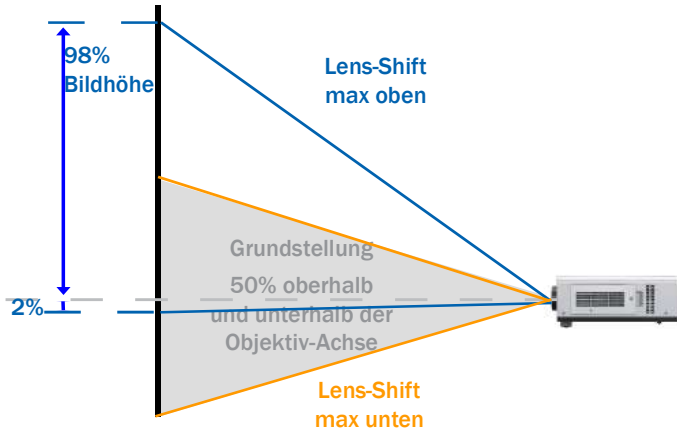 98%
Bildhöhe
Lens-Shift
max oben
Grundstellung
50% oberhalb
2%
und unterhalb der
Objektiv-Achse
Lens-Shift
max unten